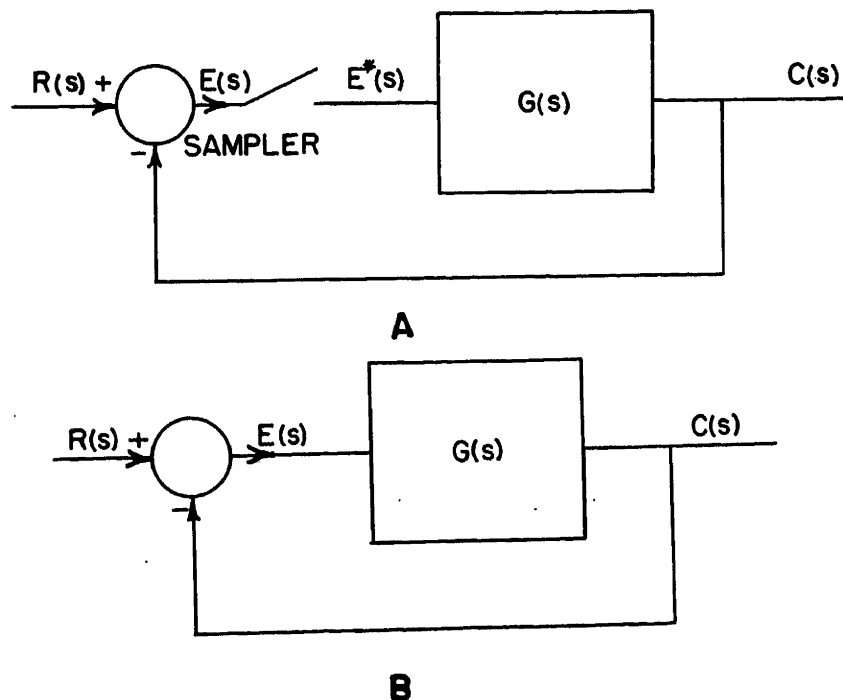 R(s) +
E(s)
E*(s)
G(s)
C(s)
-
SAMPLER
A
R(s) +
E(s)
G(s)
C(s)
-
B